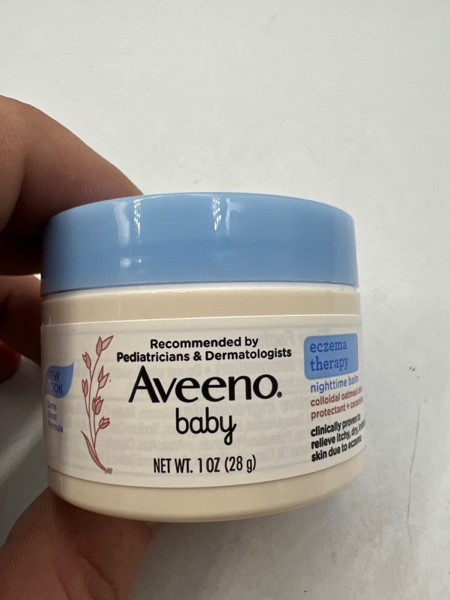 Recommended by
Pediatricians & Dermatologists
Aveeno.
baby
NET WT. 1 OZ (28 g)
eczema
therapy
nighttime balm
colloidal oatmeal
protectant +
clinically proven to
relieve itchy, dry,
skin due to eczema